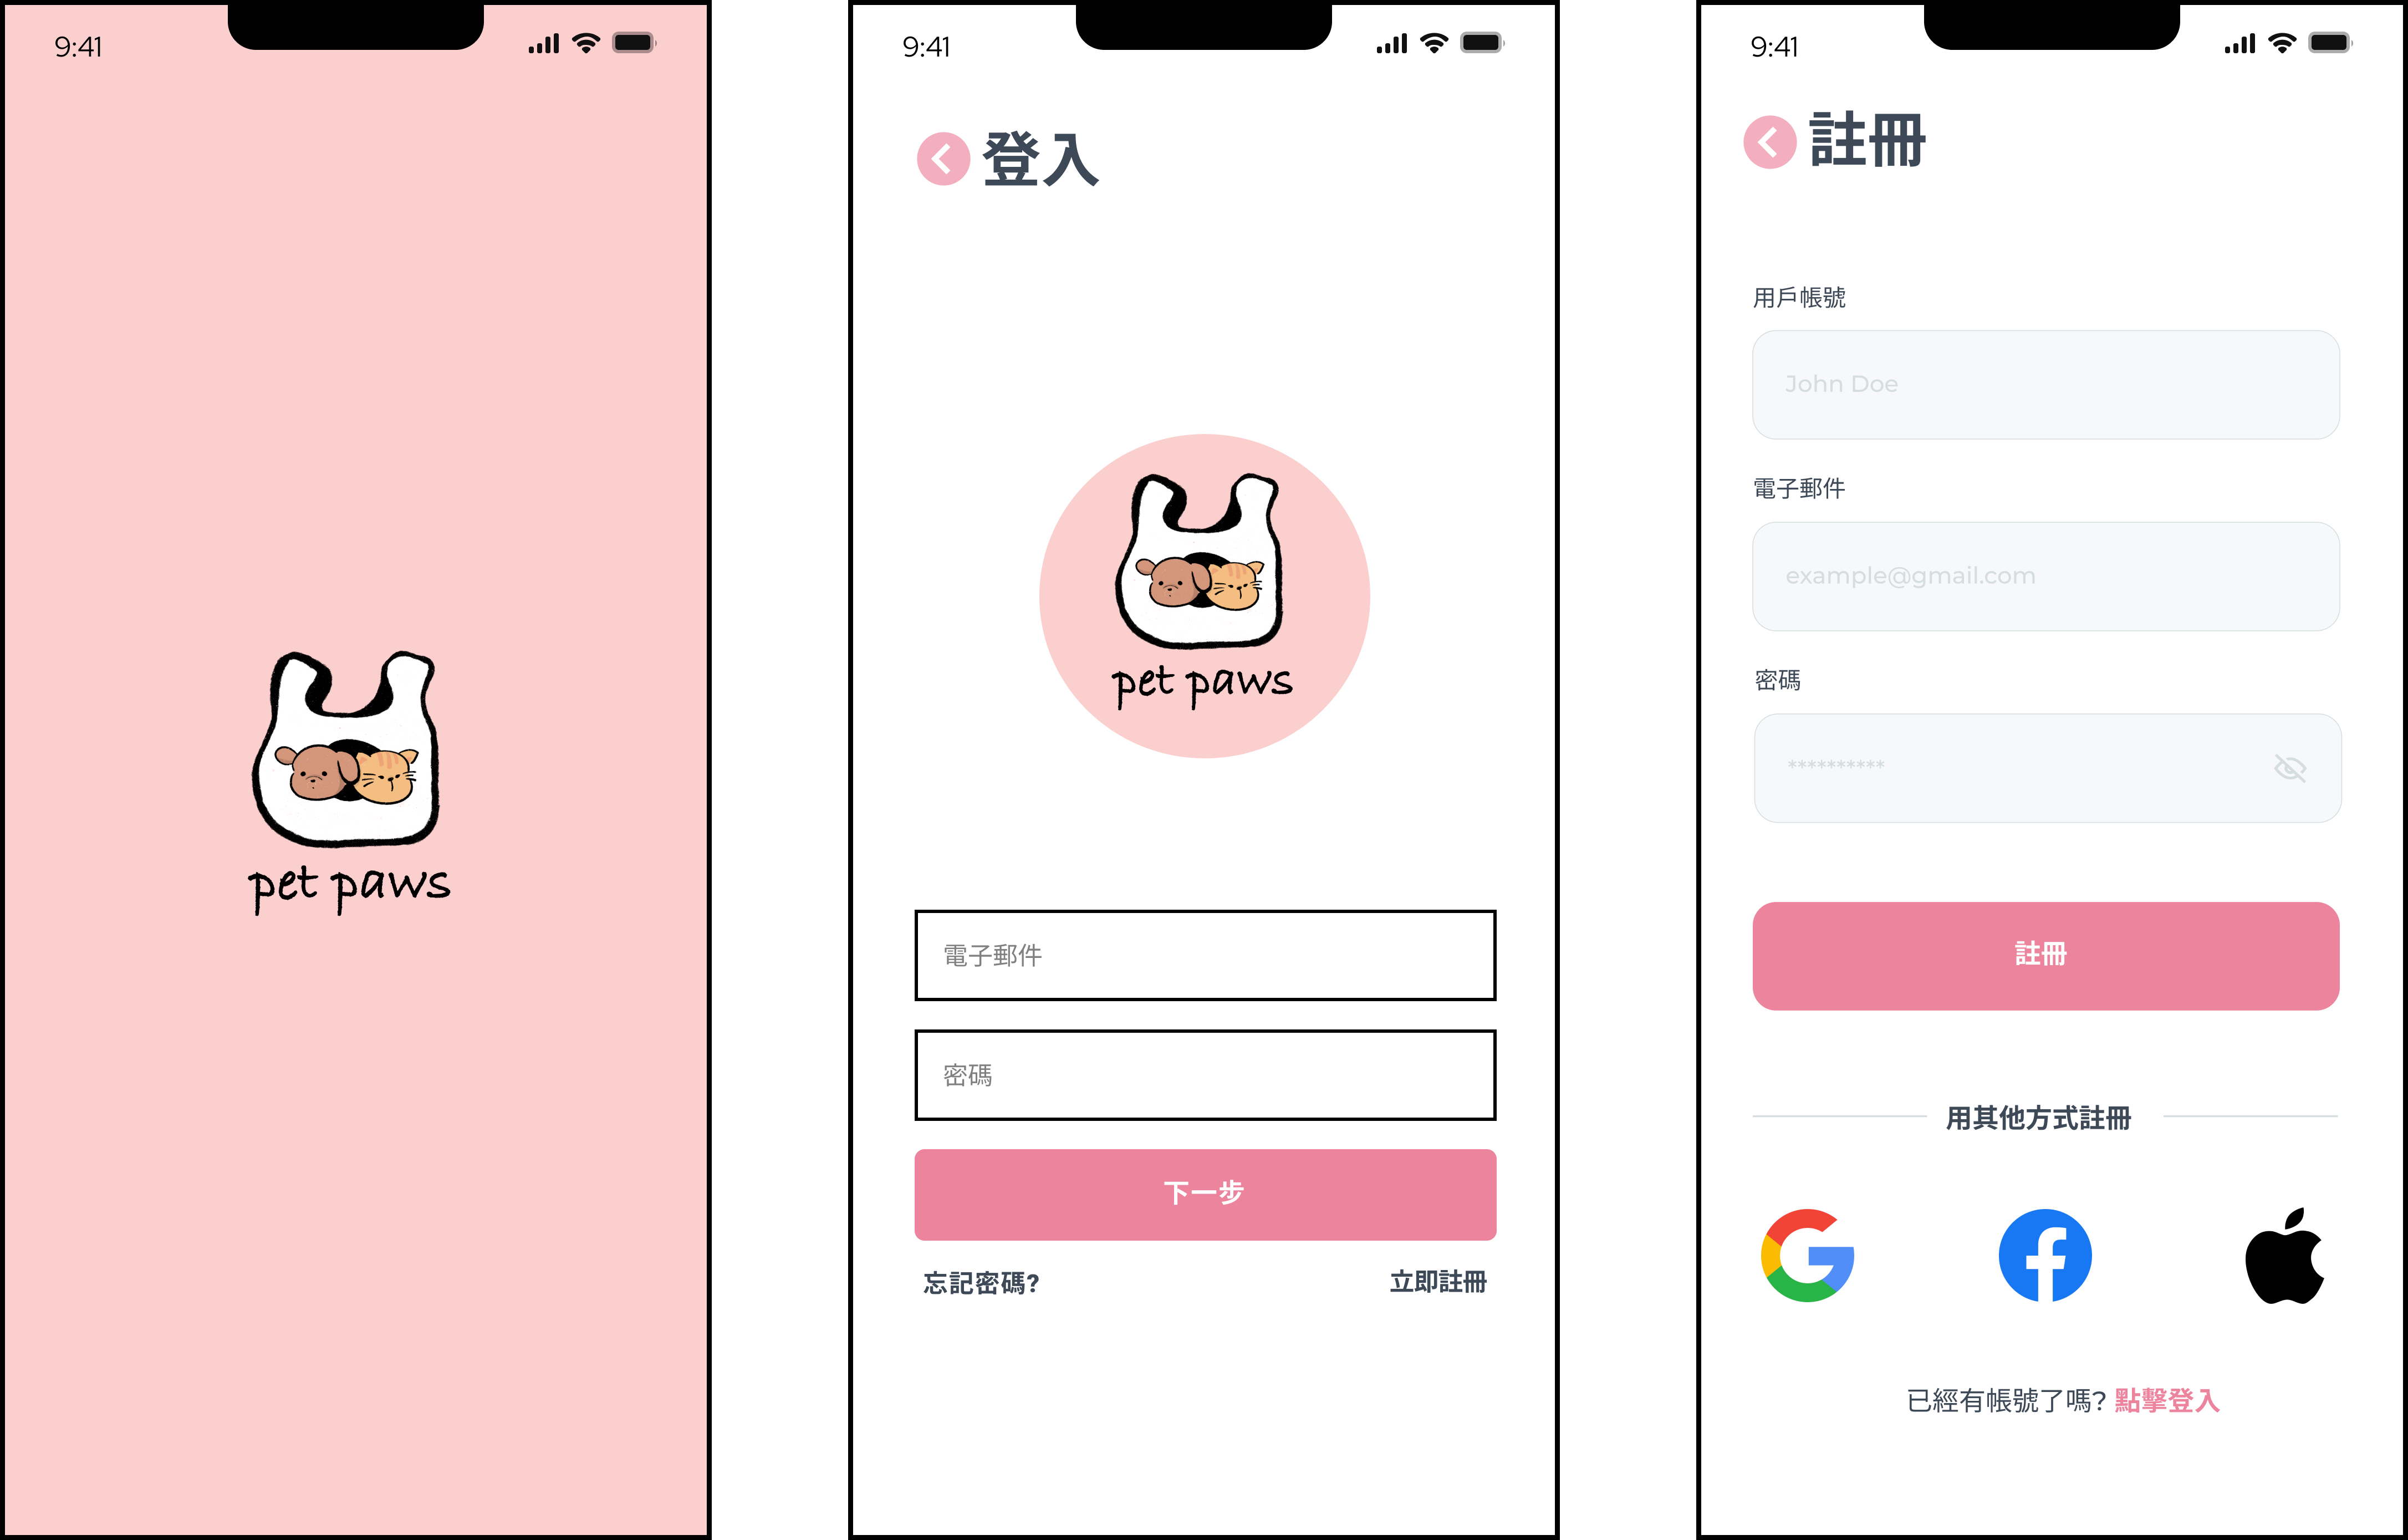 9:41
pet paws
9:41
登入
pet paws
電子郵件
密碼
下一步
忘記密碼?
立即註冊
9:41
註冊
用戶帳號
John Doe
電子郵件
example@gmail.com
密碼
**********
註冊
用其他方式註冊
已經有帳號了嗎? 點擊登入